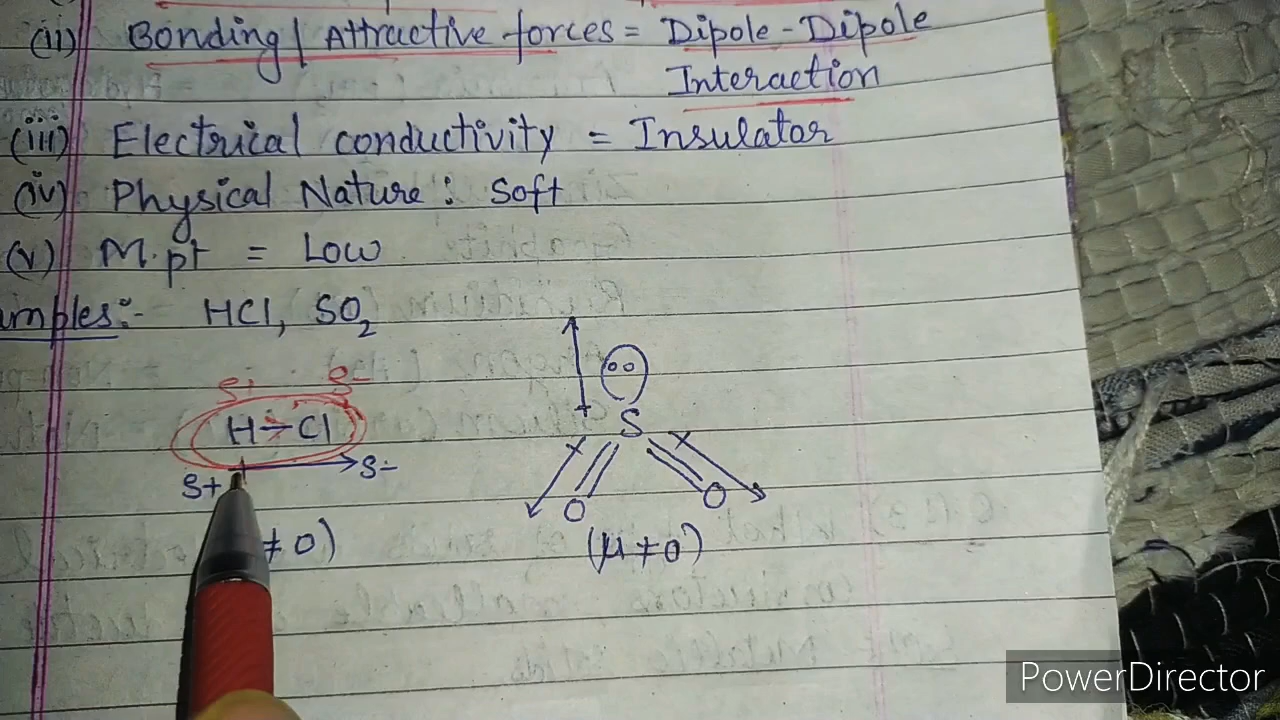 (ii) Bonding/ Attractive forces = Dipole-Dipole
Interaction
(iii) Electrical conductivity = Insulator
(iv) Physical Nature: Soft
(v) M.pt = Low
amples:- HCl, SO2
δ+ δ-
H Cl
δ+ δ-
≠ 0)
S
O O
(μ ≠ 0)
PowerDirector